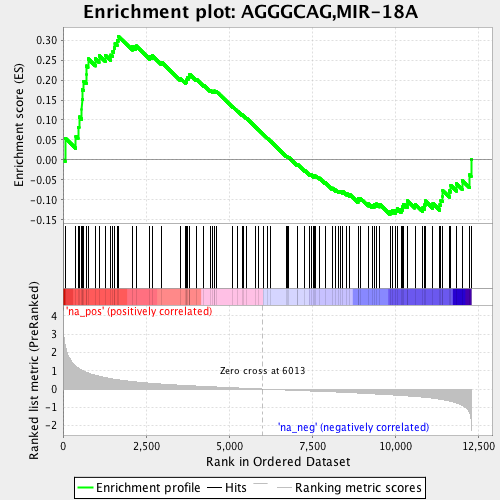 Enrichment plot: AGGGCAG,MIR-18A
Enrichment score (ES)
0.30
0.25
0.20
0.15
0.10
0.05
0.00
-0.05
-0.10
-0.15
'na_pos' (positively correlated)
Ranked list metric (PreRanked)
4
3
2
1
0
-1
-2
Zero cross at 6013
'na_neg' (negatively correlated)
0
2,500
5,000
7,500
10,000
12,500
Rank in Ordered Dataset
Enrichment profile
Hits
Ranking metric scores